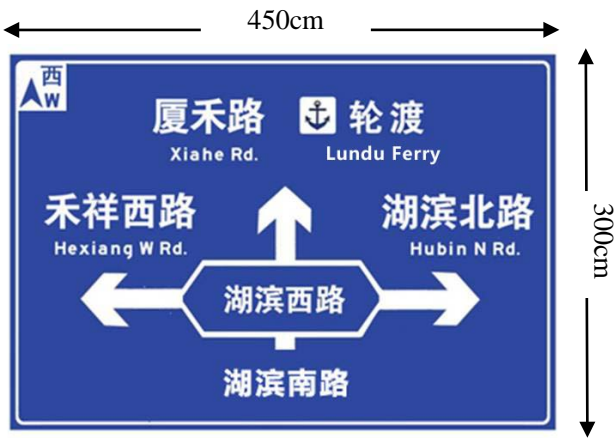 450cm
西
W
厦禾路 轮渡
Xiahe Rd. Lundu Ferry
禾祥西路 湖滨北路
Hexiang W Rd. Hubin N Rd.
湖滨西路
湖滨南路
300cm